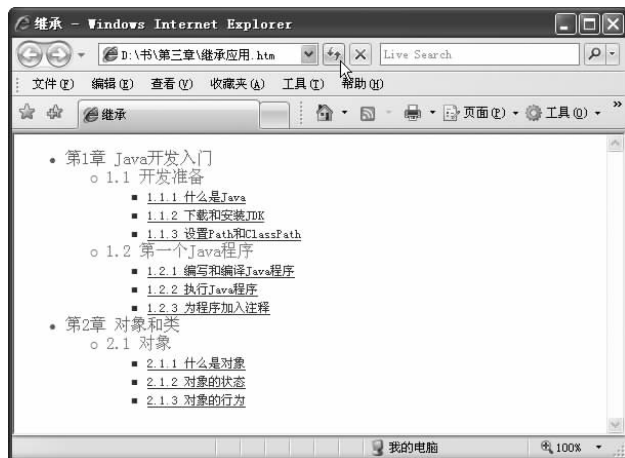 继承 - Windows Internet Explorer
D:\书\第三章\继承应用.htm
Live Search
文件(F) 编辑(E) 查看(V) 收藏夹(A) 工具(T) 帮助(H)
继承
页面(P) 工具(O) »
第1章 Java开发入门
1.1 开发准备
1.1.1 什么是Java
1.1.2 下载和安装JDK
1.1.3 设置Path和ClassPath
1.2 第一个Java程序
1.2.1 编写和编译Java程序
1.2.2 执行Java程序
1.2.3 为程序加入注释
第2章 对象和类
2.1 对象
2.1.1 什么是对象
2.1.2 对象的状态
2.1.3 对象的行为
我的电脑
100%